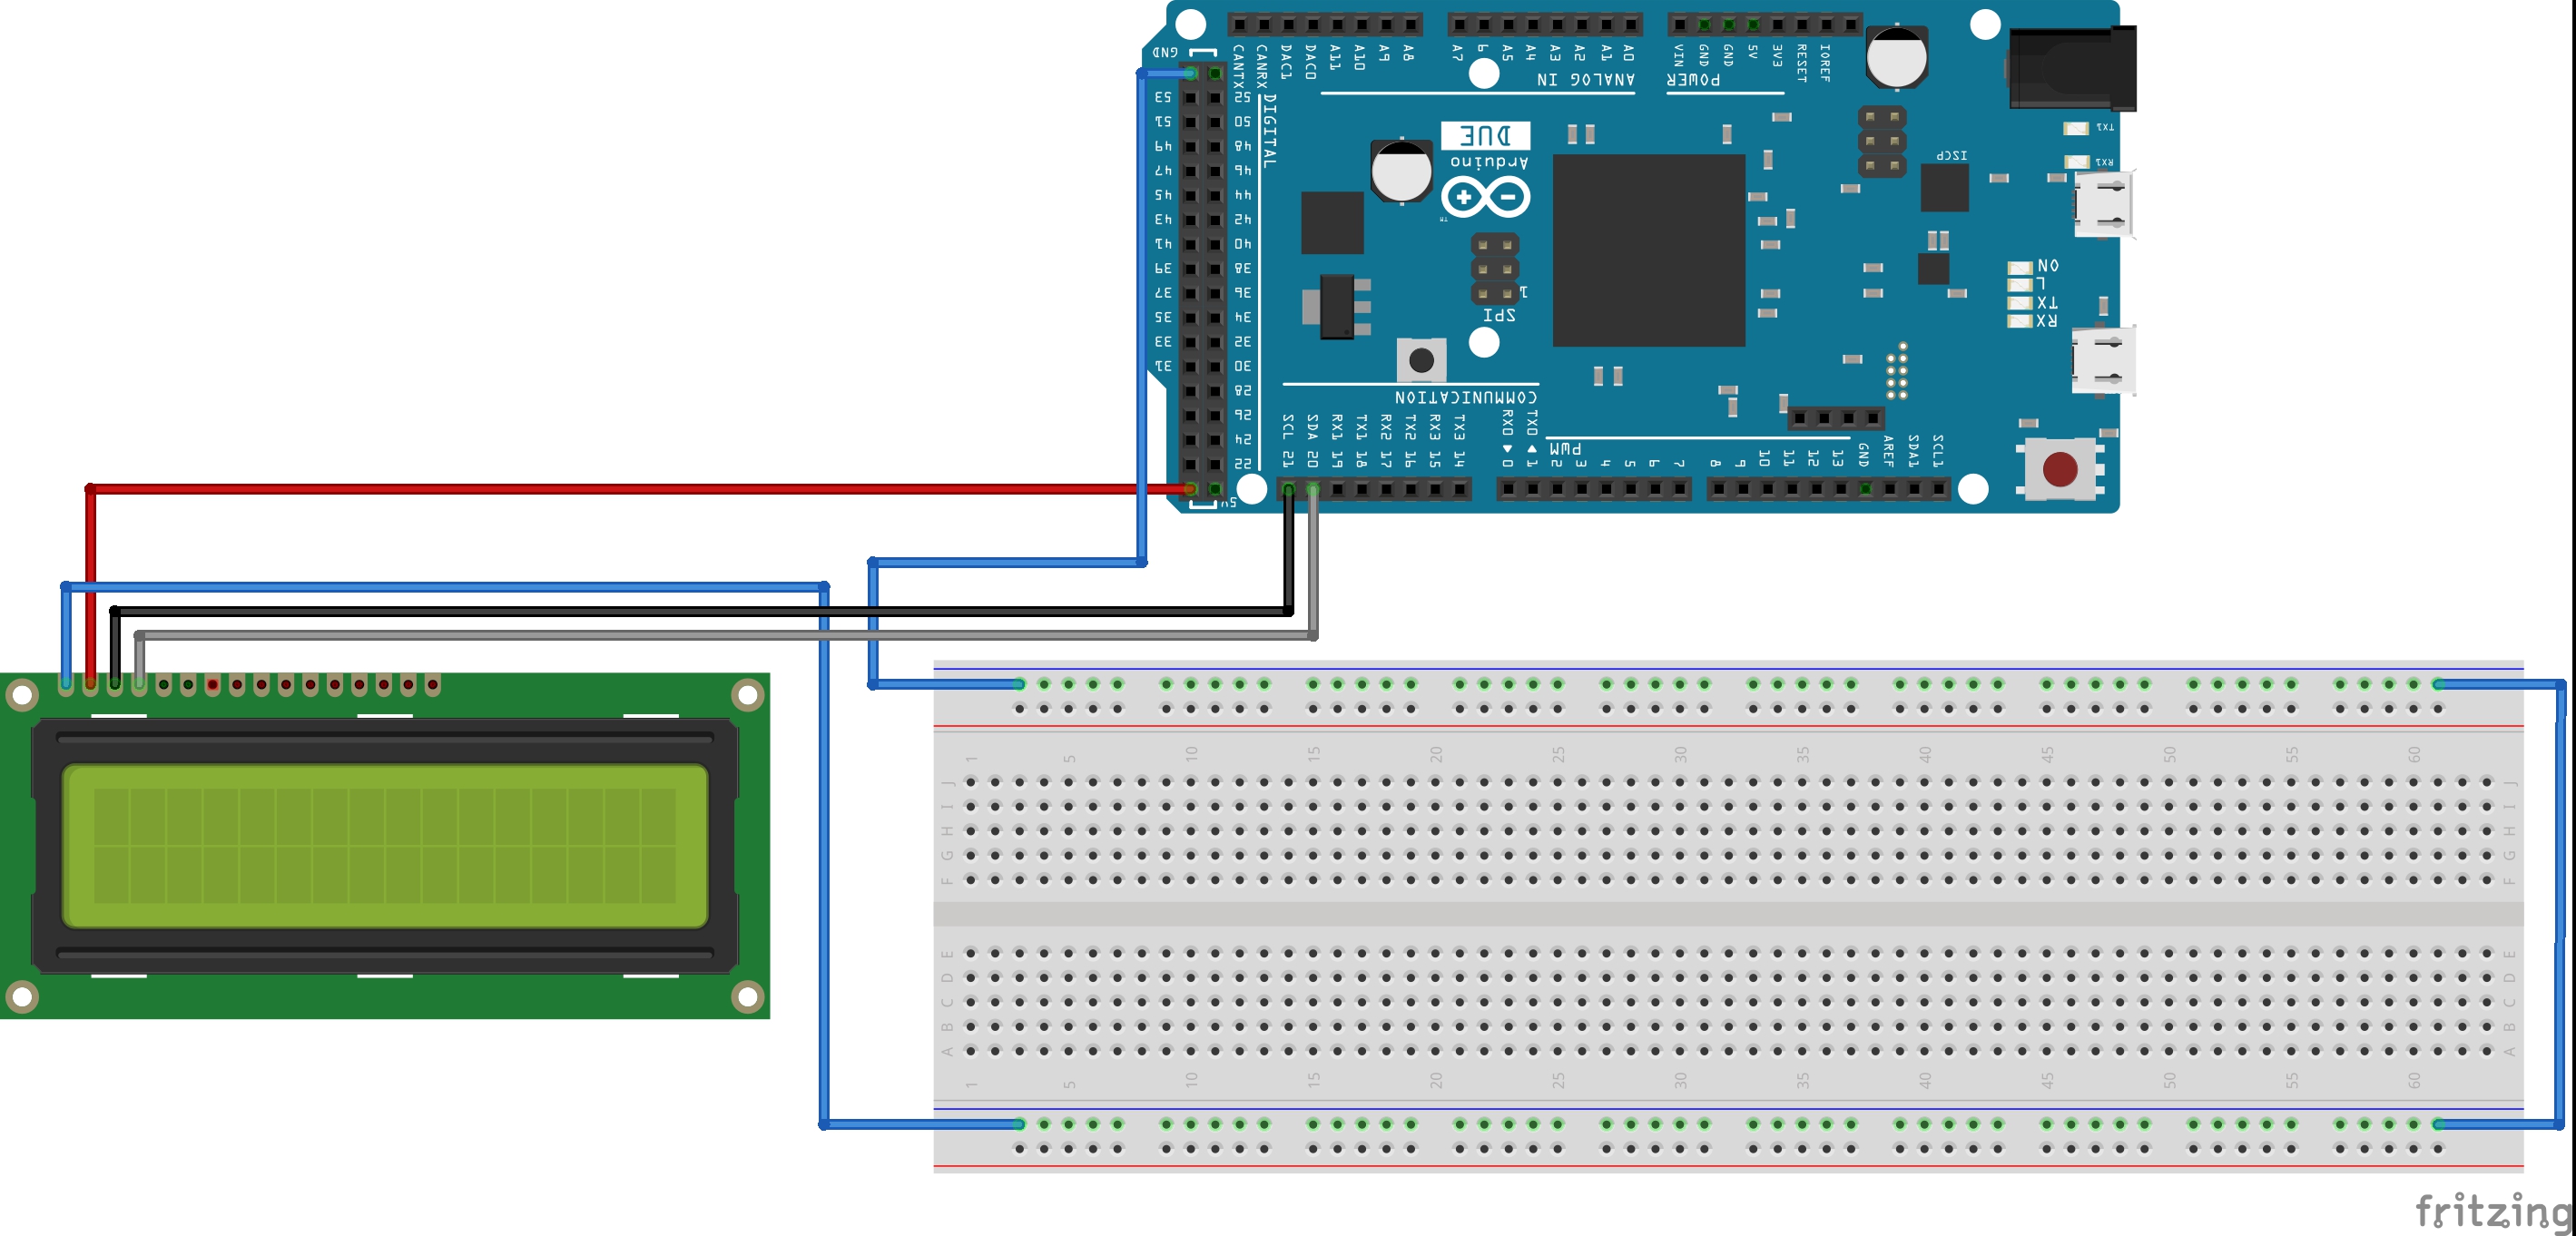 GND
CANTX
CANRX
DAC1
DAC0
A11
A10
A9
A8
A7
6
A5
A4
A3
A2
A1
A0
VIN
GND
GND
5V
3V3
RESET
IOREF
ANALOG IN
POWER
DIGITAL
53 52
51 50
49 48
47 46
45 44
43 42
41 40
39 38
37 36
35 34
33 32
31 30
28
26
24
22
5V
DUE
Arduino
TM
ICSP
TX1
RX1
ON
L
TX
RX
1
SPI
COMMUNICATION
SCL 21
SDA 20
RX1 19
TX1 18
RX2 17
TX2 16
RX3 15
TX3 14
RX0 0
TX0 1
PWM
2
3
4
5
6
7
8
9
10
11
12
13
GND
AREF
SDA1
SCL1
1 5 10 15 20 25 30 35 40 45 50 55 60
J J
I I
H H
G G
F F
E E
D D
C C
B B
A A
1 5 10 15 20 25 30 35 40 45 50 55 60
fritzing